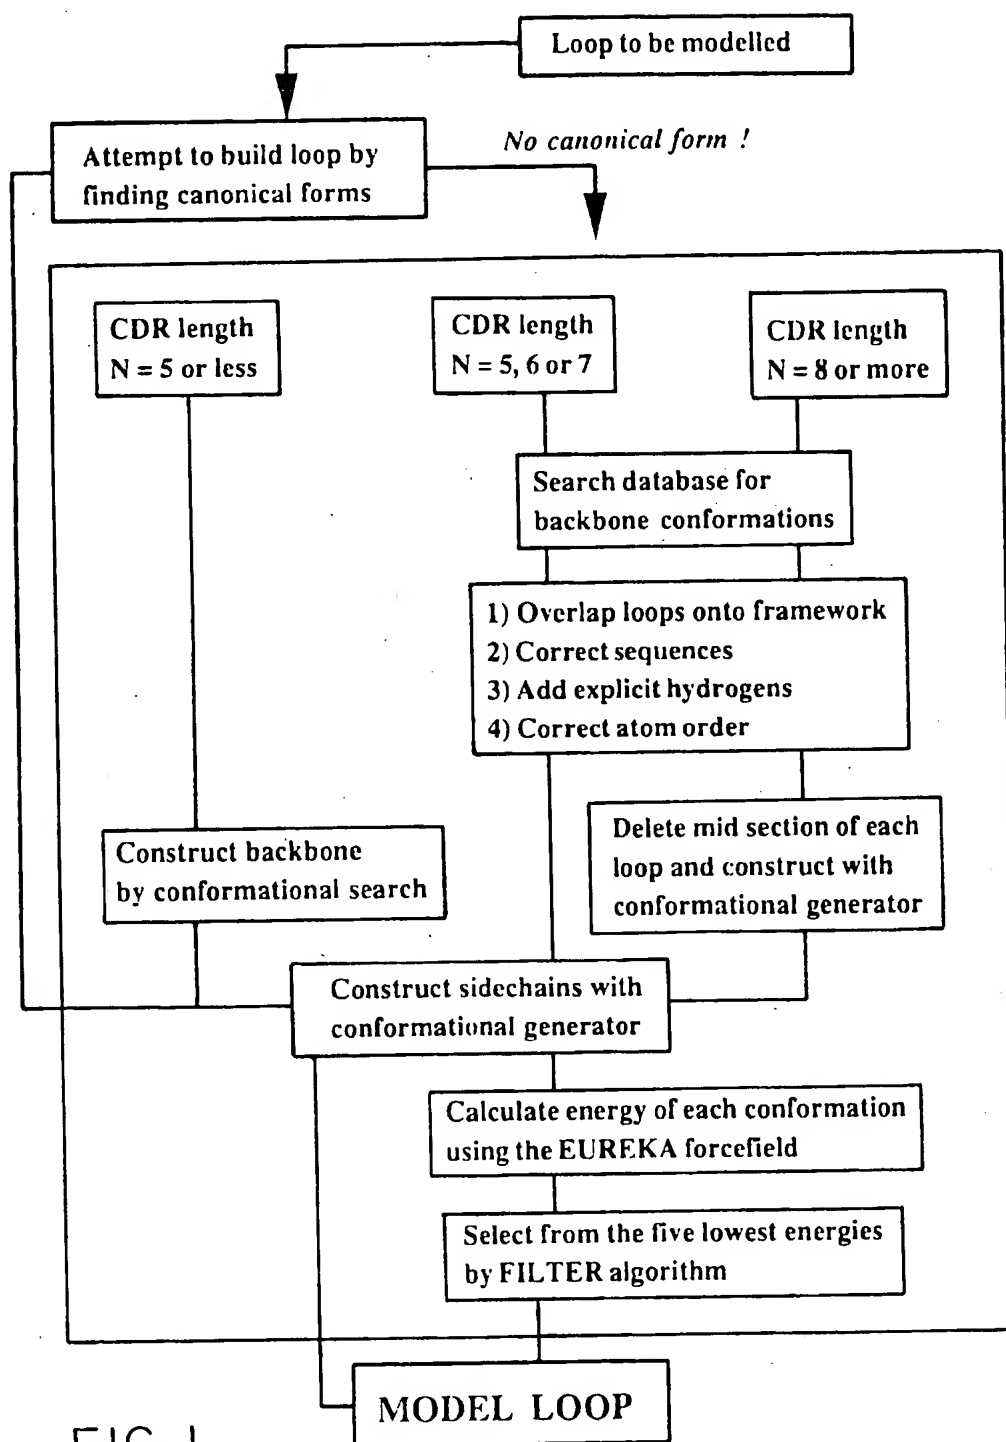 Loop to be modelled
Attempt to build loop by
finding canonical forms
No canonical form !
CDR length
N = 5 or less
CDR length
N = 5, 6 or 7
CDR length
N = 8 or more
Search database for
backbone conformations
1) Overlap loops onto framework
2) Correct sequences
3) Add explicit hydrogens
4) Correct atom order
Construct backbone
by conformational search
Delete mid section of each
loop and construct with
conformational generator
Construct sidechains with
conformational generator
Calculate energy of each conformation
using the EUREKA forcefield
Select from the five lowest energies
by FILTER algorithm
MODEL LOOP
FIG. 1